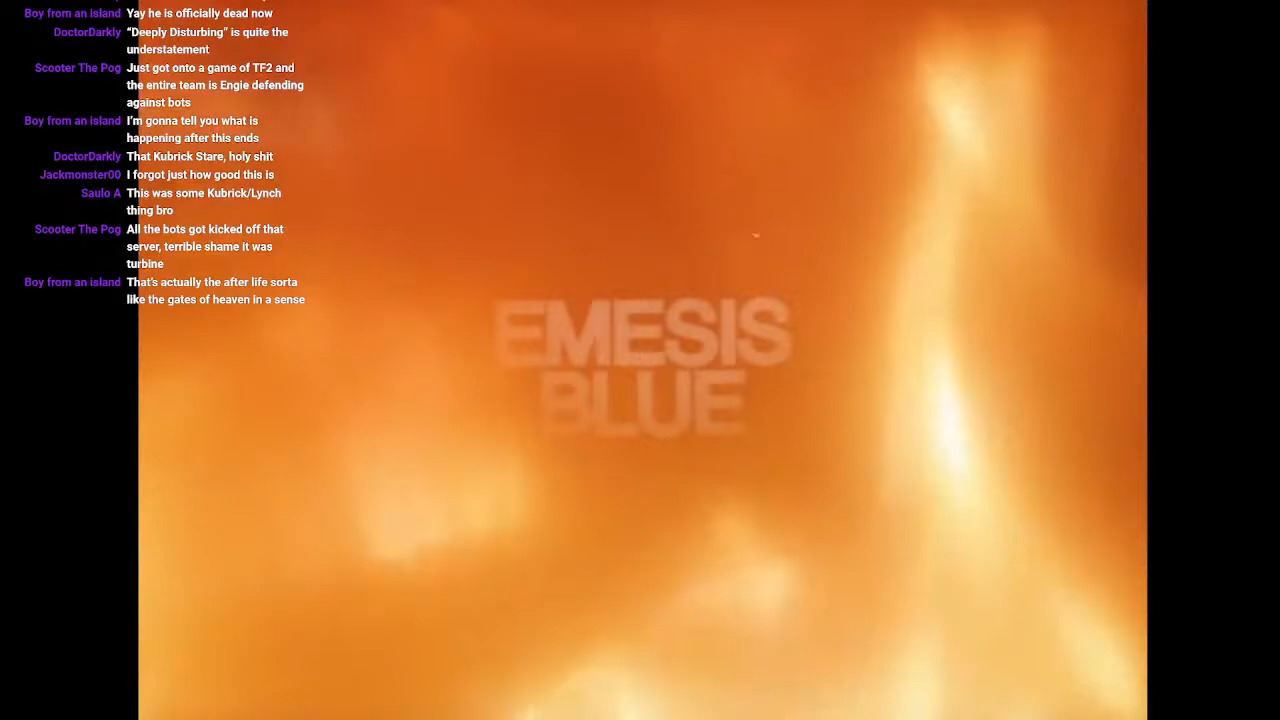 Boy from an island Yay he is officially dead now
DoctorDarkly “Deeply Disturbing” is quite the
understatement
Scooter The Pog Just got onto a game of TF2 and
the entire team is Engie defending
against bots
Boy from an island I’m gonna tell you what is
happening after this ends
DoctorDarkly That Kubrick Stare, holy shit
Jackmonster00 I forgot just how good this is
Saulo A This was some Kubrick/Lynch
thing bro
Scooter The Pog All the bots got kicked off that
server, terrible shame it was
turbine
Boy from an island That’s actually the after life sorta
like the gates of heaven in a sense
EMESIS
BLUE